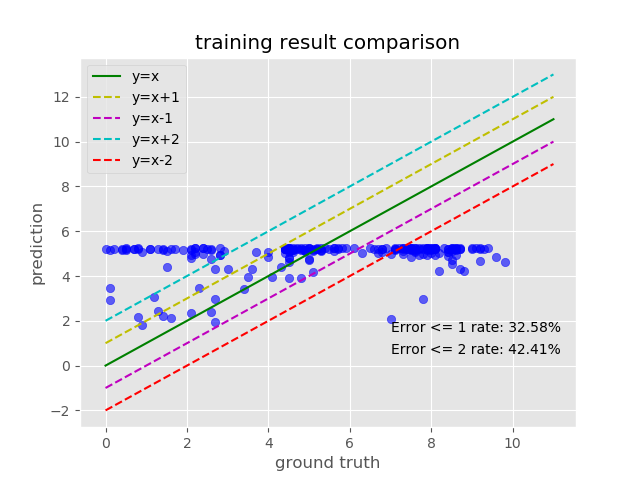 training result comparison
y=x
y=x+1
y=x-1
y=x+2
y=x-2
12
10
8
6
4
2
0
−2
prediction
Error <= 1 rate: 32.58%
Error <= 2 rate: 42.41%
0 2 4 6 8 10
ground truth